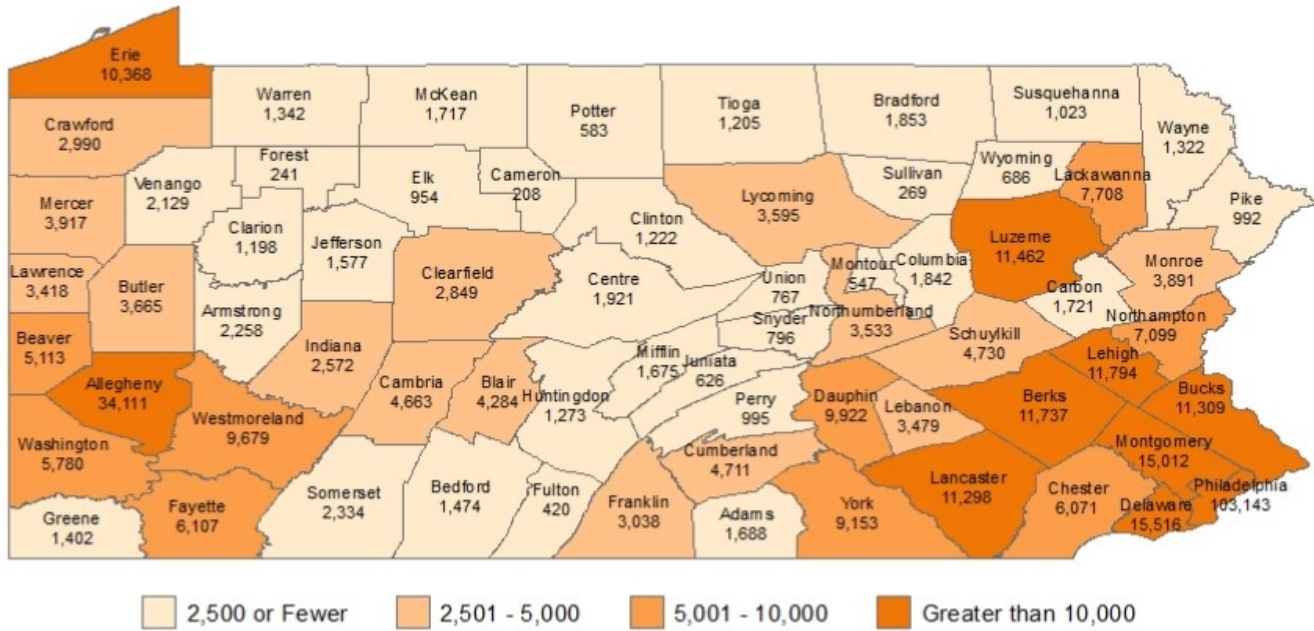 Erie
10,368
Warren
1,342
McKean
1,717
Potter
583
Tioga
1,205
Bradford
1,853
Susquehanna
1,023
Wayne
1,322
Crawford
2,990
Forest
241
Elk
954
Cameron
208
Sullivan
269
Wyoming
686
Lackawanna
7,708
Pike
992
Venango
2,129
Mercer
3,917
Clarion
1,198
Jefferson
1,577
Clinton
1,222
Lycoming
3,595
Luzerne
11,462
Lawrence
3,418
Butler
3,665
Armstrong
2,258
Clearfield
2,849
Centre
1,921
Union
767
Montour
547
Columbia
1,842
Carbon
1,721
Monroe
3,891
Beaver
5,113
Indiana
2,572
Snyder
796
Northumberland
3,533
Schuylkill
4,730
Northampton
7,099
Allegheny
34,111
Westmoreland
9,679
Cambria
4,663
Blair
4,284
Huntingdon
1,273
Mifflin
1,675
Juniata
626
Perry
995
Dauphin
9,922
Lebanon
3,479
Berks
11,737
Lehigh
11,794
Bucks
11,309
Washington
5,780
Montgomery
15,012
Cumberland
4,711
Greene
1,402
Fayette
6,107
Somerset
2,334
Bedford
1,474
Fulton
420
Franklin
3,038
Adams
1,688
York
9,153
Lancaster
11,298
Chester
6,071
Delaware
15,516
Philadelphia
103,143
2,500 or Fewer
2,501 - 5,000
5,001 - 10,000
Greater than 10,000